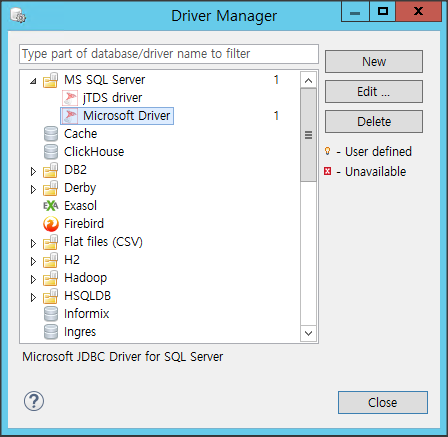 Driver Manager
Type part of database/driver name to filter
New
Edit ...
Delete
- User defined
- Unavailable
MS SQL Server 1
jTDS driver
Microsoft Driver 1
Cache
ClickHouse
DB2
Derby
EXA Exasol
Firebird
Flat files (CSV)
H2
Hadoop
HSQLDB
Informix
Ingres
Microsoft JDBC Driver for SQL Server
?
Close